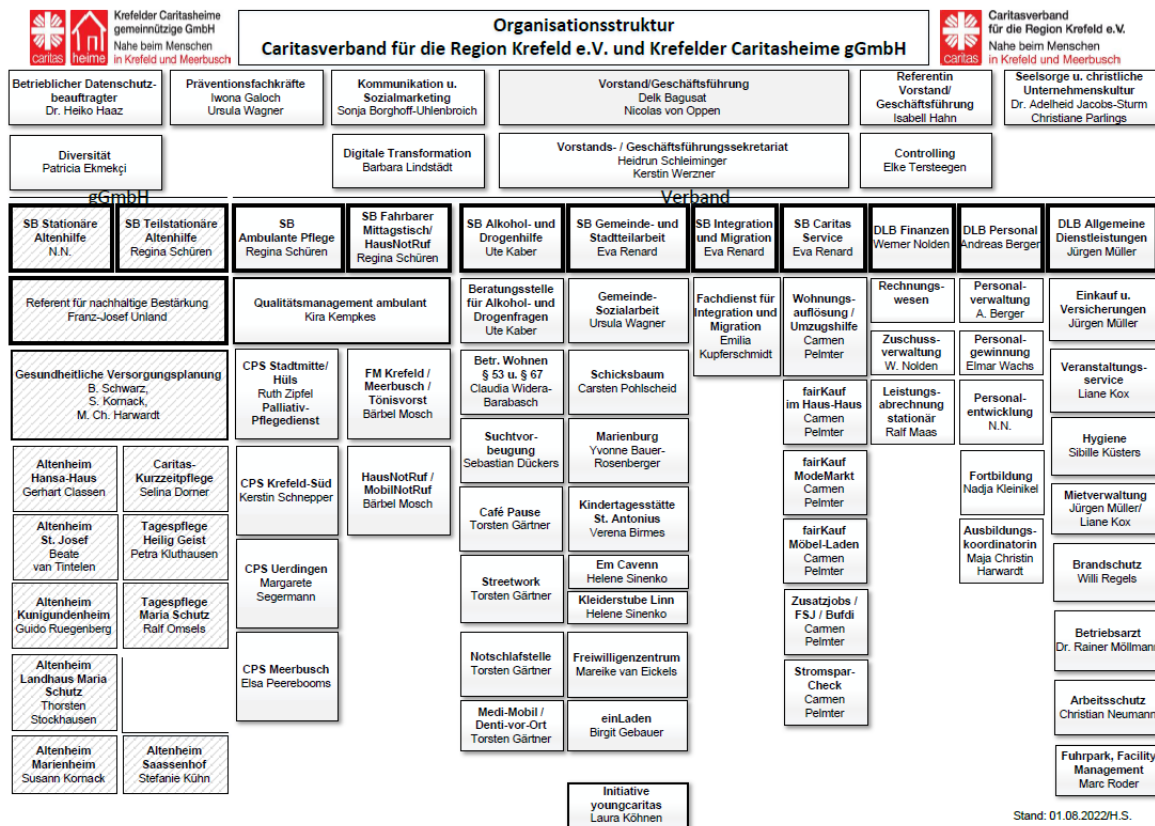 Krefelder Caritasheime
gemeinnützige GmbH
Nahe beim Menschen
in Krefeld und Meerbusch
caritas
heime
Organisationsstruktur
Caritasverband für die Region Krefeld e.V. und Krefelder Caritasheime gGmbH
caritas
Caritasverband
für die Region Krefeld e.V.
Nahe beim Menschen
in Krefeld und Meerbusch
Betrieblicher Datenschutz-
beauftragter
Dr. Heiko Haaz
Präventionsfachkräfte
Iwona Galoch
Ursula Wagner
Kommunikation u.
Sozialmarketing
Sonja Borghoff-Uhlenbroich
Vorstand/Geschäftsführung
Delk Bagusat
Nicolas von Oppen
Referentin
Vorstand/
Geschäftsführung
Isabell Hahn
Seelsorge u. christliche
Unternehmenskultur
Dr. Adelheid Jacobs-Sturm
Christiane Parlings
Diversität
Patricia Ekmekçi
Digitale Transformation
Barbara Lindstädt
Vorstands- / Geschäftsführungssekretariat
Heidrun Schleiminger
Kerstin Werzner
Controlling
Elke Tersteegen
gGmbH
Verband
SB Stationäre
Altenhilfe
N.N.
SB Teilstationäre
Altenhilfe
Regina Schüren
SB
Ambulante Pflege
Regina Schüren
SB Fahrbarer
Mittagstisch/
HausNotRuf
Regina Schüren
SB Alkohol- und
Drogenhilfe
Ute Kaber
SB Gemeinde- und
Stadtteilarbeit
Eva Renard
SB Integration
und Migration
Eva Renard
SB Caritas
Service
Eva Renard
DLB Finanzen
Werner Nolden
DLB Personal
Andreas Berger
DLB Allgemeine
Dienstleistungen
Jürgen Müller
Referent für nachhaltige Bestärkung
Franz-Josef Unland
Gesundheitliche Versorgungsplanung
B. Schwarz,
S. Kornack,
M. Ch. Harwardt
Altenheim
Hansa-Haus
Gerhart Classen
Altenheim
St. Josef
Beate
van Tintelen
Altenheim
Kunigundenheim
Guido Ruegenberg
Altenheim
Landhaus Maria
Schutz
Thorsten
Stockhausen
Altenheim
Marienheim
Susann Kornack
Caritas-
Kurzzeitpflege
Selina Dorner
Tagespflege
Heilig Geist
Petra Kluthausen
Tagespflege
Maria Schutz
Ralf Omsels
Altenheim
Saassenhof
Stefanie Kühn
Qualitätsmanagement ambulant
Kira Kempkes
CPS Stadtmitte/
Hüls
Ruth Zipfel
Palliativ-
Pflegedienst
CPS Krefeld-Süd
Kerstin Schnepper
CPS Uerdingen
Margarete
Segermann
CPS Meerbusch
Elsa Peerebooms
FM Krefeld /
Meerbusch /
Tönisvorst
Bärbel Mosch
HausNotRuf /
MobilNotRuf
Bärbel Mosch
Beratungsstelle
für Alkohol- und
Drogenfragen
Ute Kaber
Betr. Wohnen
§ 53 u. § 67
Claudia Widera-
Barabasch
Suchtvor-
beugung
Sebastian Dückers
Café Pause
Torsten Gärtner
Streetwork
Torsten Gärtner
Notschlafstelle
Torsten Gärtner
Medi-Mobil /
Denti-vor-Ort
Torsten Gärtner
Gemeinde-
Sozialarbeit
Ursula Wagner
Schicksbaum
Carsten Pohlscheid
Marienburg
Yvonne Bauer-
Rosenberger
Kindertagesstätte
St. Antonius
Verena Birmes
Em Cavenn
Helene Sinenko
Kleiderstube Linn
Helene Sinenko
Freiwilligenzentrum
Mareike van Eickels
einLaden
Birgit Gebauer
Initiative
youngcaritas
Laura Köhnen
Fachdienst für
Integration und
Migration
Emilia
Kupferschmidt
Wohnungs-
auflösung /
Umzugshilfe
Carmen
Pelmter
fairKauf
im Haus-Haus
Carmen
Pelmter
fairKauf
ModeMarkt
Carmen
Pelmter
fairKauf
Möbel-Laden
Carmen
Pelmter
Zusatzjobs /
FSJ / Bufdi
Carmen
Pelmter
Stromspar-
Check
Carmen
Pelmter
Rechnungs-
wesen
Zuschuss-
verwaltung
W. Nolden
Leistungs-
abrechnung
stationär
Ralf Maas
Personal-
verwaltung
A. Berger
Personal-
gewinnung
Elmar Wachs
Personal-
entwicklung
N.N.
Fortbildung
Nadja Kleinikel
Ausbildungs-
koordinatorin
Maja Christin
Harwardt
Einkauf u.
Versicherungen
Jürgen Müller
Veranstaltungs-
service
Liane Kox
Hygiene
Sibille Küsters
Mietverwaltung
Jürgen Müller/
Liane Kox
Brandschutz
Willi Regels
Betriebsarzt
Dr. Rainer Möllmann
Arbeitsschutz
Christian Neumann
Fuhrpark, Facility
Management
Marc Roder
Stand: 01.08.2022/H.S.